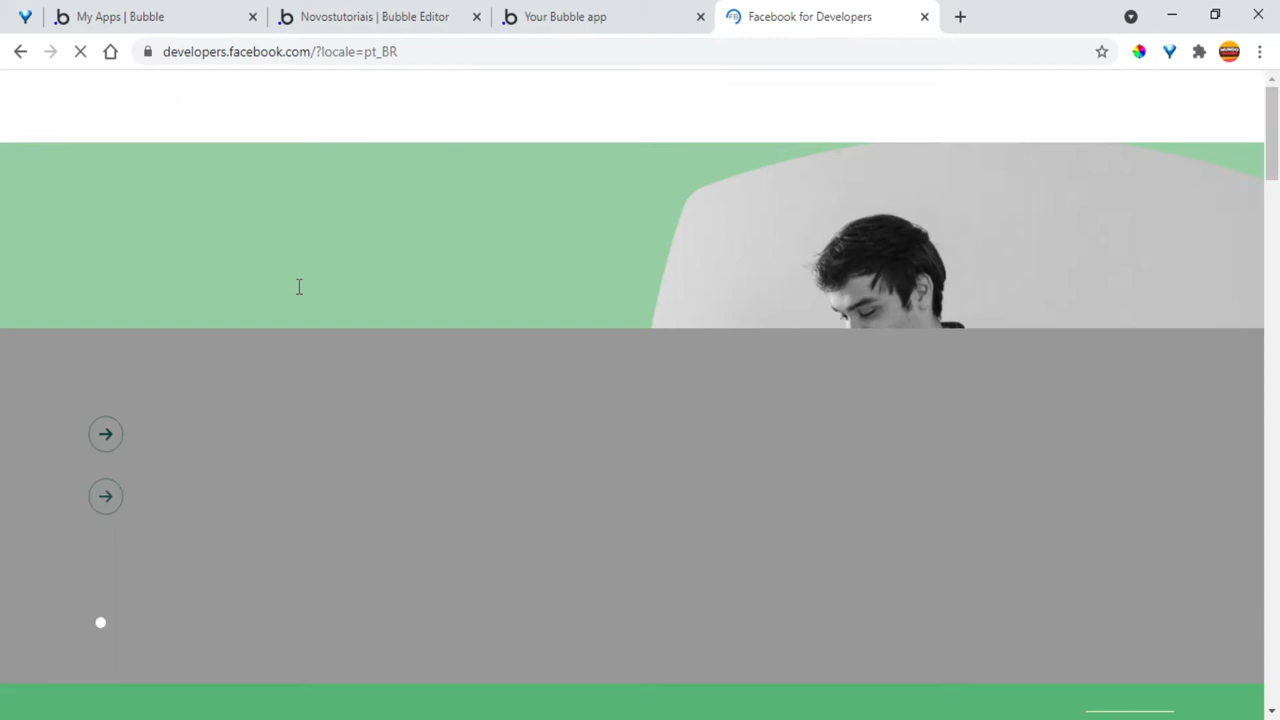 My Apps | Bubble
Novostutoriais | Bubble Editor
Your Bubble app
Facebook for Developers
developers.facebook.com/?locale=pt_BR